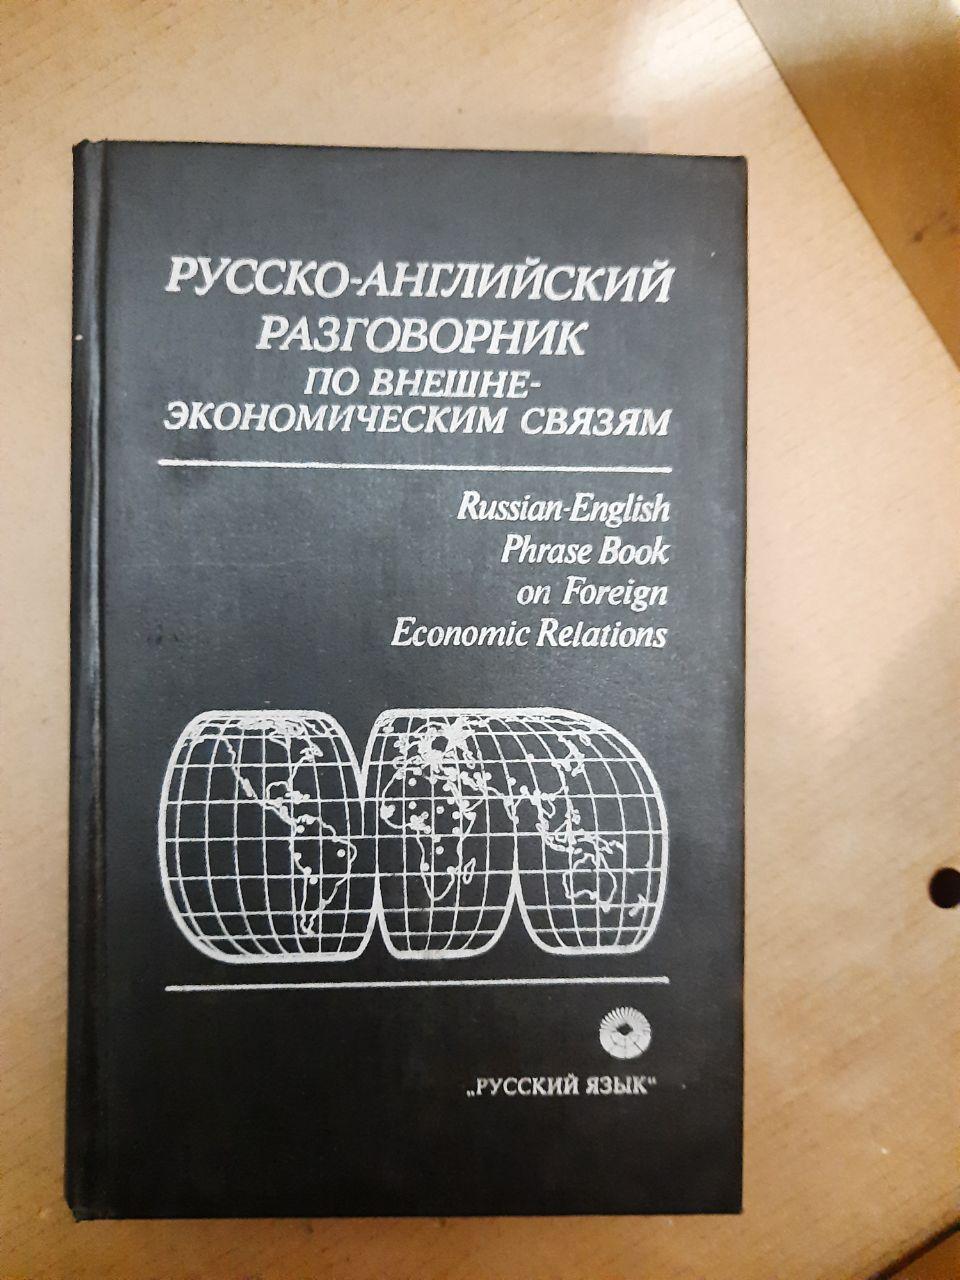 РУССКО-АНГЛИЙСКИЙ
РАЗГОВОРНИК
ПО ВНЕШНЕ-
ЭКОНОМИЧЕСКИМ СВЯЗЯМ
Russian-English
Phrase Book
on Foreign
Economic Relations
„РУССКИЙ ЯЗЫК“